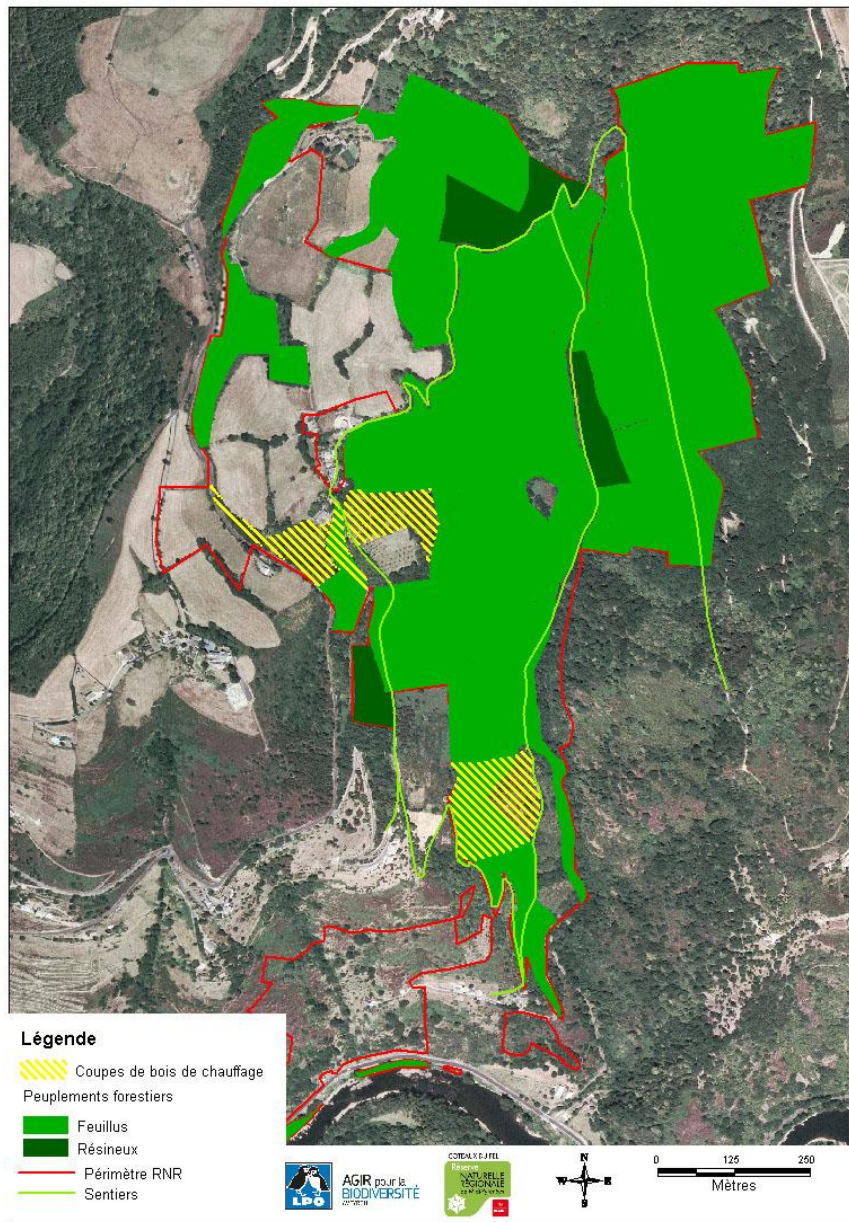 Légende
Coupes de bois de chauffage
Peuplements forestiers
Feuillus
Résineux
Périmètre RNR
Sentiers
LPO
AGIR pour la
BIODIVERSITÉ
AVEYRON
COTEAUX DU FEL
Réserve
NATURELLE
RÉGIONALE
N
W E
S
0 125 250
Mètres